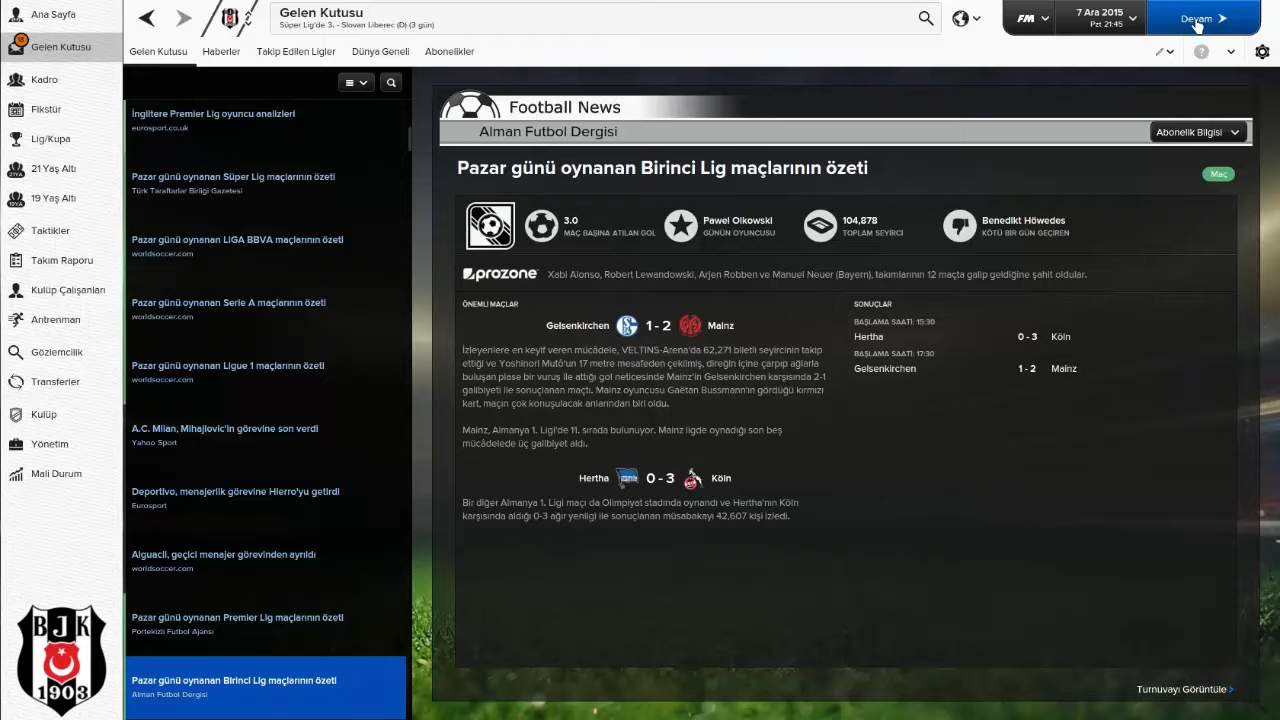 Ana Sayfa
18
Gelen Kutusu
Kadro
Fikstür
Lig/Kupa
21 Yaş Altı
19 Yaş Altı
Taktikler
Takım Raporu
Kulüp Çalışanları
Antrenman
Gözlemcilik
Transferler
Kulüp
Yönetim
Mali Durum
BJK
1903
Gelen Kutusu
Süper Lig'de 3. - Slovan Liberec (D) (3 gün)
FM
7 Ara 2015
Pzt 21:45
Devam
Gelen Kutusu Haberler Takip Edilen Ligler Dünya Geneli Abonelikler
İngiltere Premier Lig oyuncu analizleri
eurosport.co.uk
Pazar günü oynanan Süper Lig maçlarının özeti
Türk Taraftarlar Birliği Gazetesi
Pazar günü oynanan LIGA BBVA maçlarının özeti
worldsoccer.com
Pazar günü oynanan Serie A maçlarının özeti
worldsoccer.com
Pazar günü oynanan Ligue 1 maçlarının özeti
worldsoccer.com
A.C. Milan, Mihajlovic'in görevine son verdi
Yahoo Sport
Deportivo, menajerlik görevine Hierro'yu getirdi
Eurosport
Alguacil, geçici menajer görevinden ayrıldı
worldsoccer.com
Pazar günü oynanan Premier Lig maçlarının özeti
Portekizli Futbol Ajansı
Pazar günü oynanan Birinci Lig maçlarının özeti
Alman Futbol Dergisi
Football News
Alman Futbol Dergisi
Abonelik Bilgisi
Pazar günü oynanan Birinci Lig maçlarının özeti
Maç
3.0
MAÇ BAŞINA ATILAN GOL
Pawel Olkowski
GÜNÜN OYUNCUSU
104,878
TOPLAM SEYİRCİ
Benedikt Höwedes
KÖTÜ BİR GÜN GEÇİREN
prozone
Xabi Alonso, Robert Lewandowski, Arjen Robben ve Manuel Neuer (Bayern), takımlarının 12 maçta galip geldiğine şahit oldular.
ÖNEMLİ MAÇLAR
Gelsenkirchen 1 - 2 Mainz
İzleyenlere en keyif veren mücadele, VELTINS-Arena'da 62,271 biletli seyircinin takip
ettiği ve Yoshinori Mutō'un 17 metre mesafeden çekilmiş, direğin içine çarpıp ağlarla
buluşan plase bir vuruş ile attığı gol neticesinde Mainz'in Gelsenkirchen karşısında 2-1
galibiyeti ile sonuçlanan maçtı. Mainz oyuncusu Gaëtan Bussmann'ın gördüğü kırmızı
kart, maçın çok konuşulacak anlarından biri oldu.
Mainz, Almanya 1. Ligi'de 11. sırada bulunuyor. Mainz ligde oynadığı son beş
mücadelede üç galibiyet aldı.
Hertha 0 - 3 Köln
Bir diğer Almanya 1. Ligi maçı da Olimpiyat stadında oynandı ve Hertha'nın Köln
karşısında aldığı 0-3 ağır yenilgi ile sonuçlanan müsabakayı 42,607 kişi izledi.
SONUÇLAR
BAŞLAMA SAATİ: 15:30
Hertha 0 - 3 Köln
BAŞLAMA SAATİ: 17:30
Gelsenkirchen 1 - 2 Mainz
Turnuvayı Görüntüle